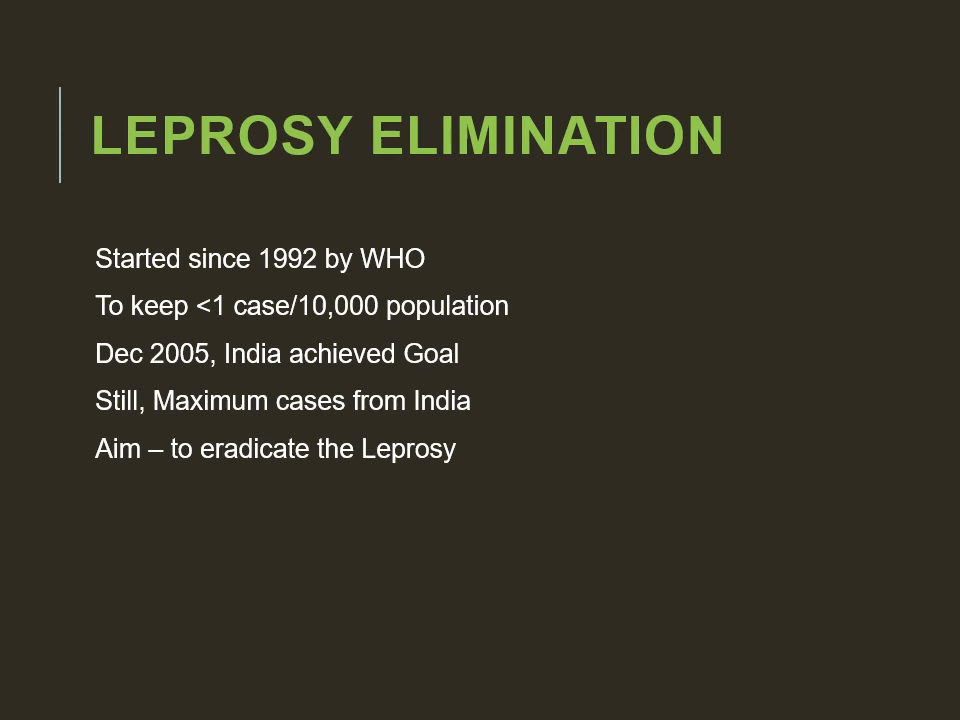 LEPROSY ELIMINATION
Started since 1992 by WHO
To keep <1 case/10,000 population
Dec 2005, India achieved Goal
Still, Maximum cases from India
Aim – to eradicate the Leprosy